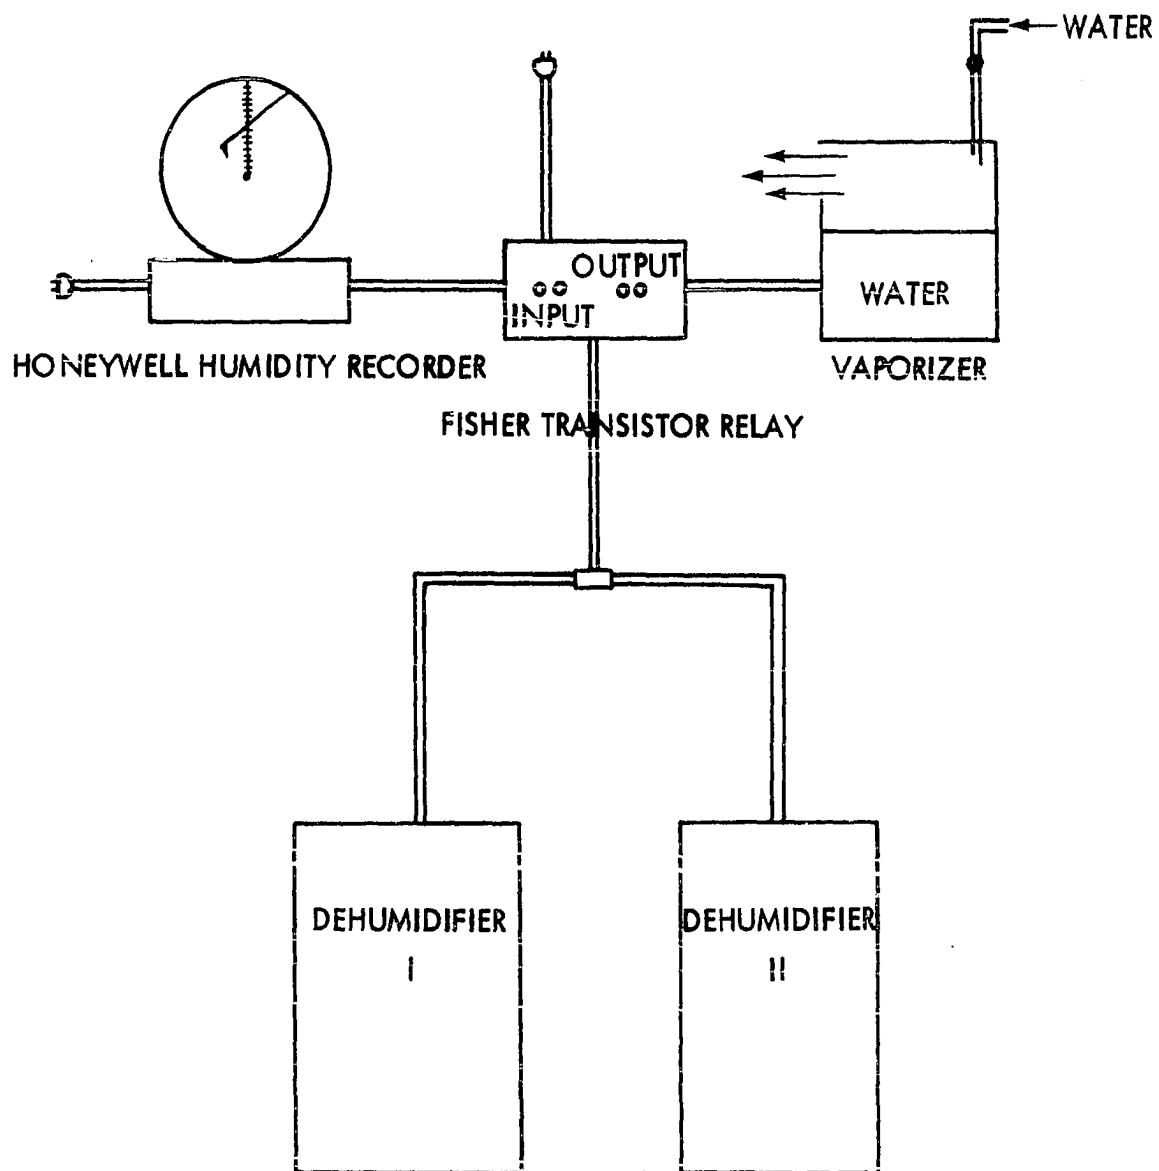 WATER
OUTPUT
INPUT
WATER
HONEYWELL HUMIDITY RECORDER
VAPORIZER
FISHER TRANSISTOR RELAY
DEHUMIDIFIER
I
DEHUMIDIFIER
II